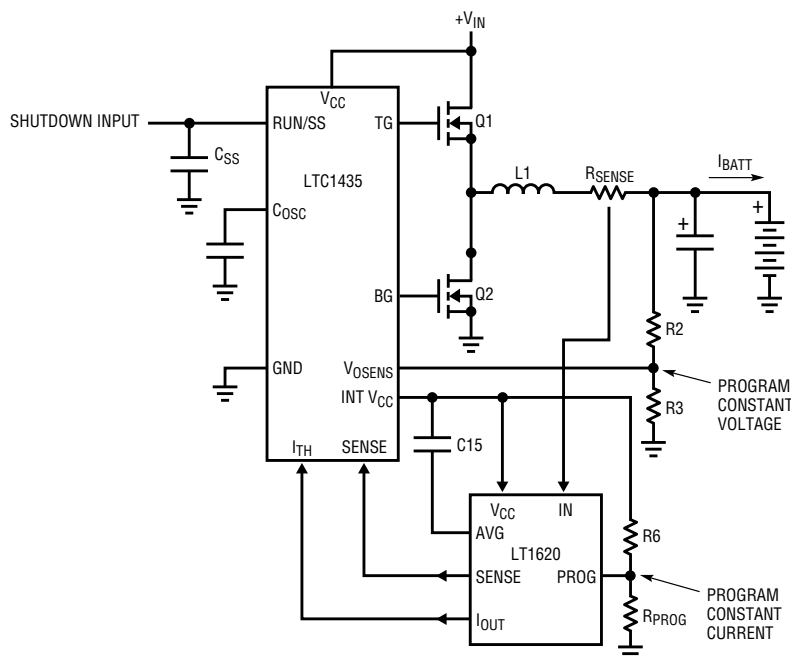 +VIN
VCC
SHUTDOWN INPUT
RUN/SS
TG
Q1
CSS
LTC1435
L1
RSENSE
IBATT
COSC
+
+
BG
Q2
R2
GND
VOSENS
PROGRAM
CONSTANT
VOLTAGE
INT VCC
R3
ITH
SENSE
C15
VCC
IN
AVG
R6
LT1620
SENSE
PROG
PROGRAM
CONSTANT
CURRENT
IOUT
RPROG